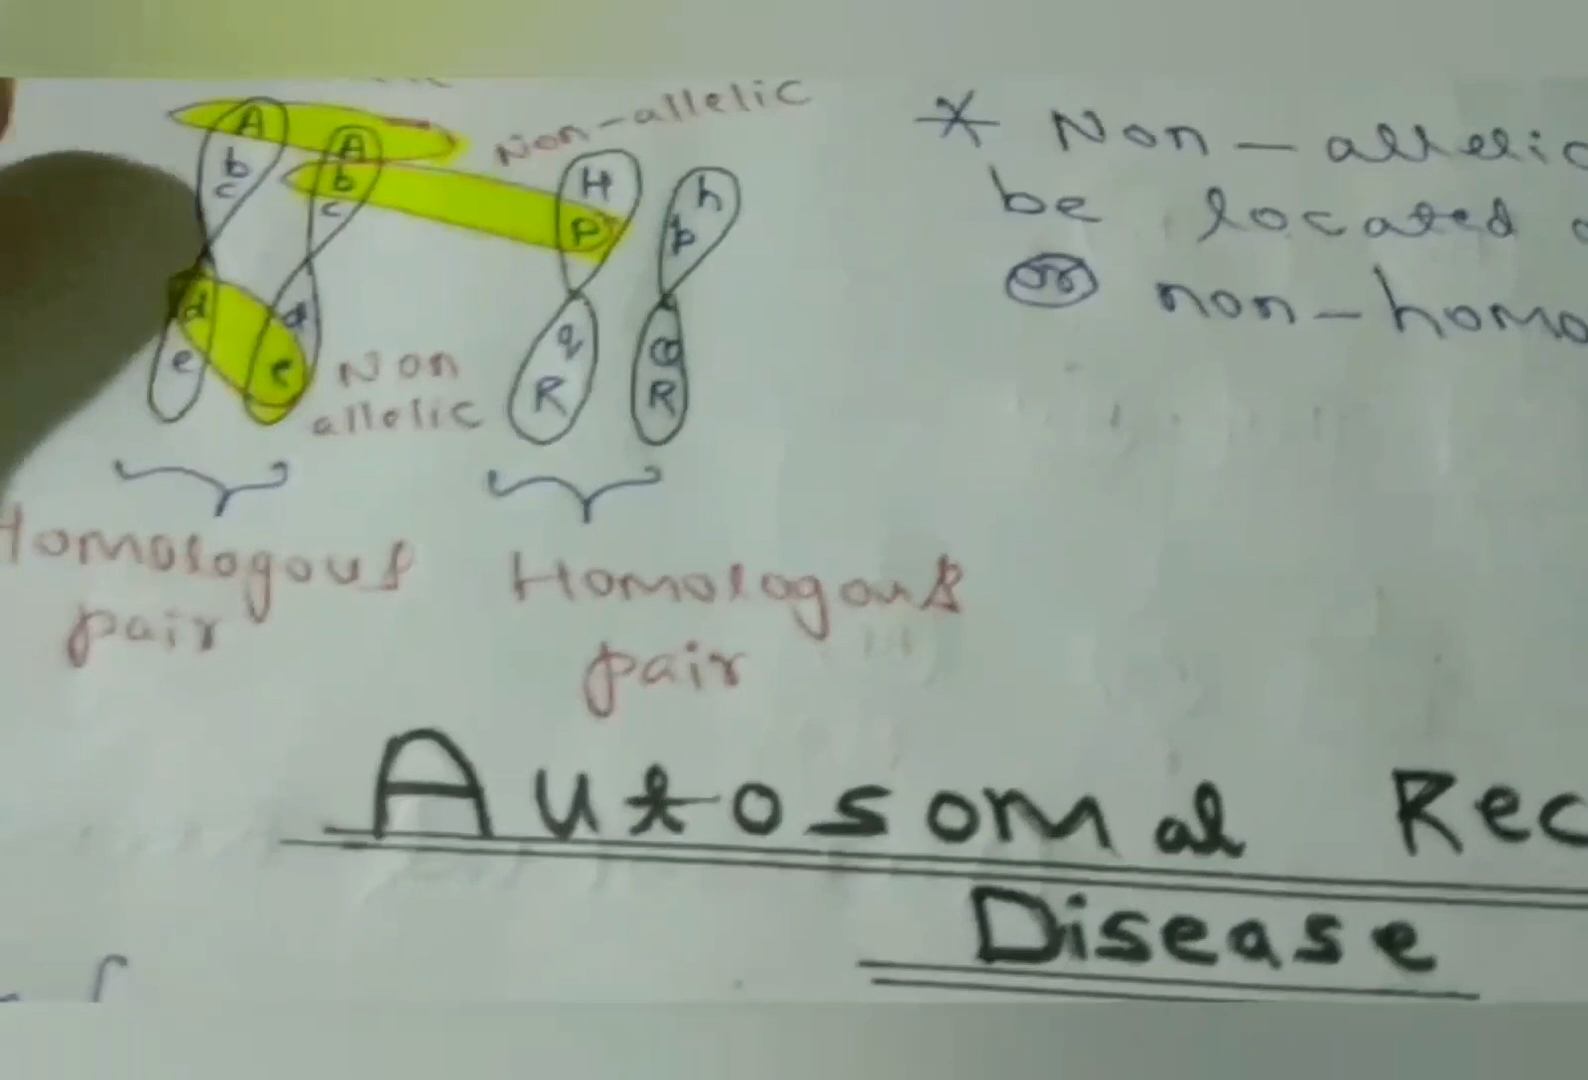 Non-allelic
A A
b b
c c
H h
P p
d d
e e
q Q
R R
Non
allelic
Homologous
pair
Homologous
pair
* Non-allelic
be located
or non-homo
Autosomal Rec
Disease